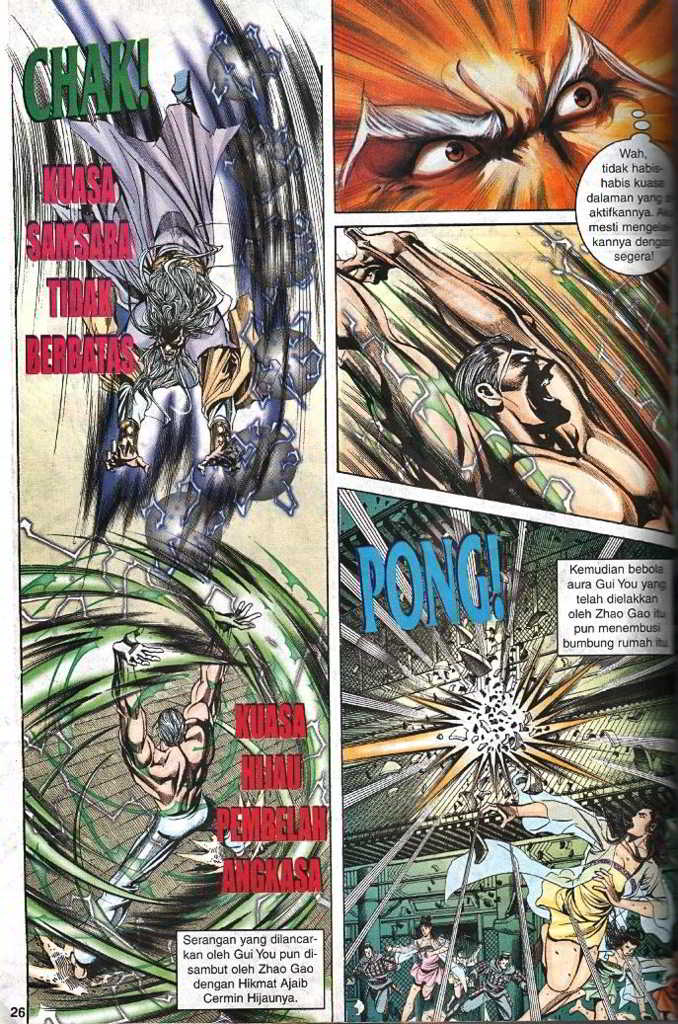 CHAK!
KUASA
SAMSARA
TIDAK
BERBATAS
KUASA
HIJAU
PEMBELAH
ANGKASA
Serangan yang dilancar-
kan oleh Gui You pun di-
sambut oleh Zhao Gao
dengan Hikmat Ajaib
Cermin Hijaunya.
26
Wah,
tidak habis-
habis kuasa
dalaman yang
aktifkannya.
mesti mengelak-
kannya dengan
segera!
PONG!
Kemudian bebola
aura Gui You yang
telah dielakkan
oleh Zhao Gao itu
pun menembusi
bumbung rumah itu.